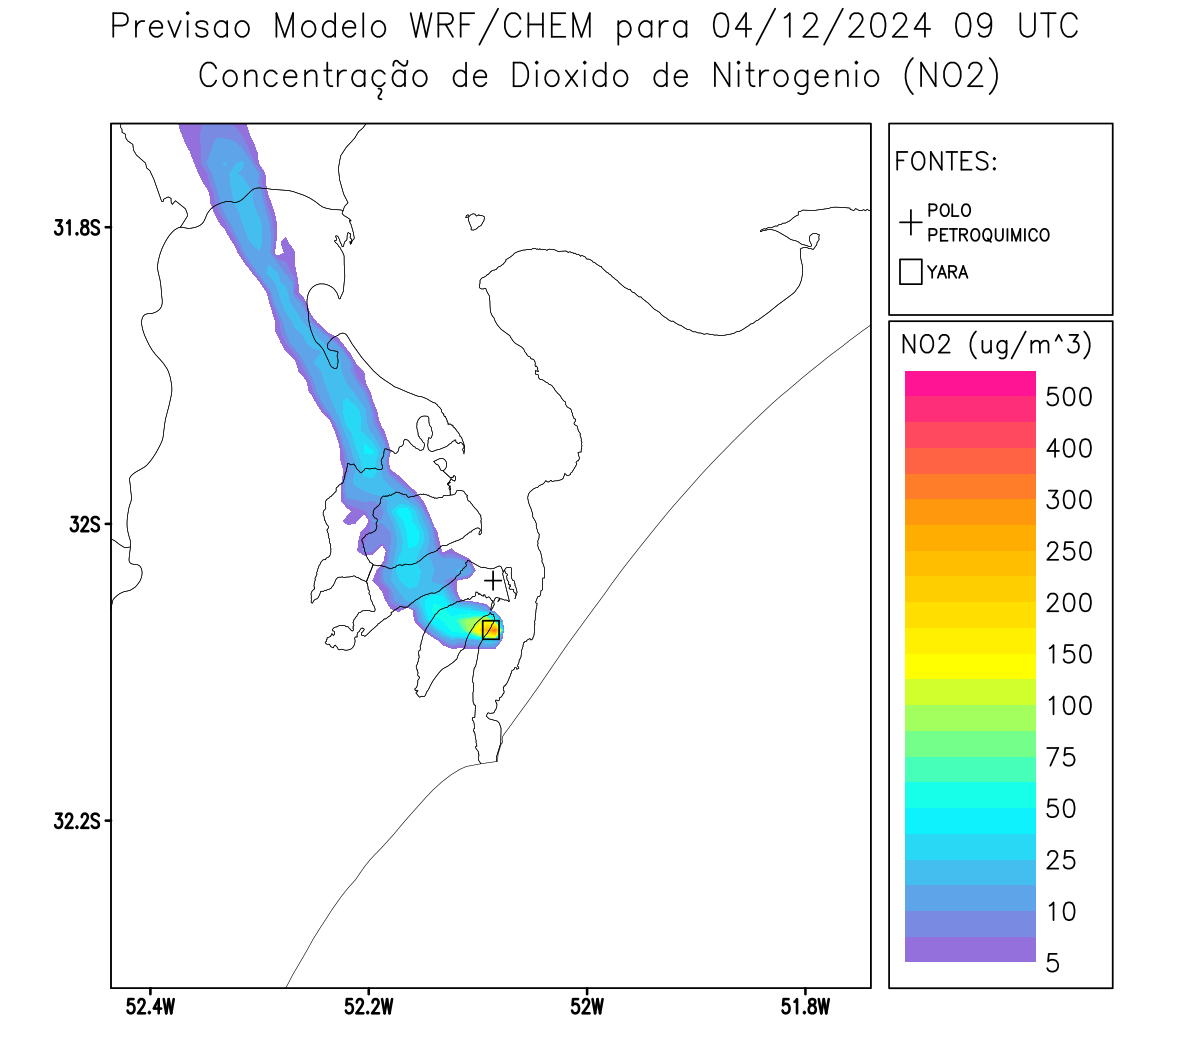 Previsao Modelo WRF/CHEM para 04/12/2024 09 UTC
Concentração de Dioxido de Nitrogenio (NO2)
FONTES:
POLO
PETROQUIMICO
YARA
NO2 (ug/m^3)
500
400
300
250
200
150
100
75
50
25
10
5
31.8S
32S
32.2S
52.4W
52.2W
52W
51.8W